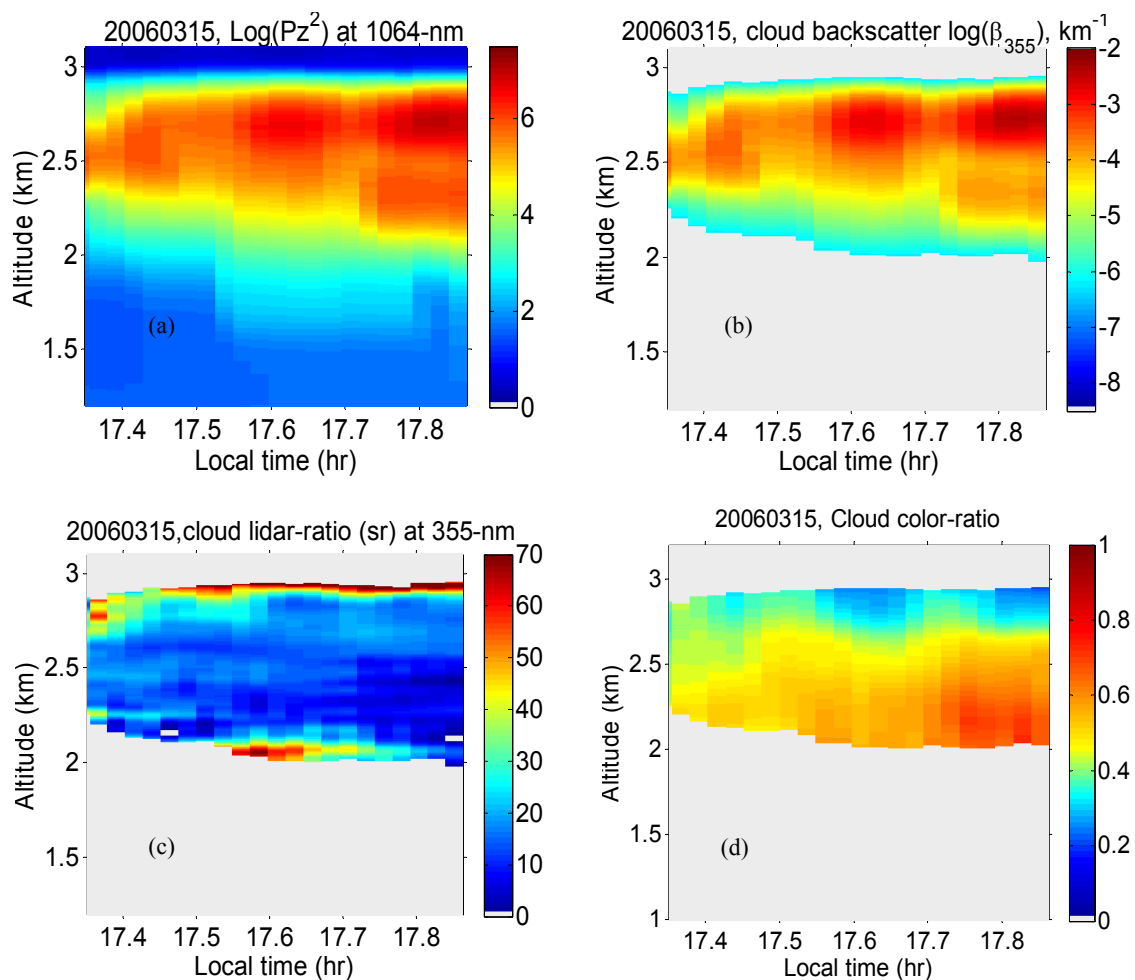 20060315, Log(Pz²) at 1064-nm
3
2.5
2
1.5
Altitude (km)
(a)
17.4 17.5 17.6 17.7 17.8
Local time (hr)
6
4
2
0
20060315, cloud backscatter log(β₃₅₅), km⁻¹
3
2.5
2
1.5
Altitude (km)
(b)
17.4 17.5 17.6 17.7 17.8
Local time (hr)
-2
-3
-4
-5
-6
-7
-8
20060315,cloud lidar-ratio (sr) at 355-nm
3
2.5
2
1.5
Altitude (km)
(c)
17.4 17.5 17.6 17.7 17.8
Local time (hr)
70
60
50
40
30
20
10
0
20060315, Cloud color-ratio
3
2.5
2
1.5
1
Altitude (km)
(d)
17.4 17.5 17.6 17.7 17.8
Local time (hr)
1
0.8
0.6
0.4
0.2
0